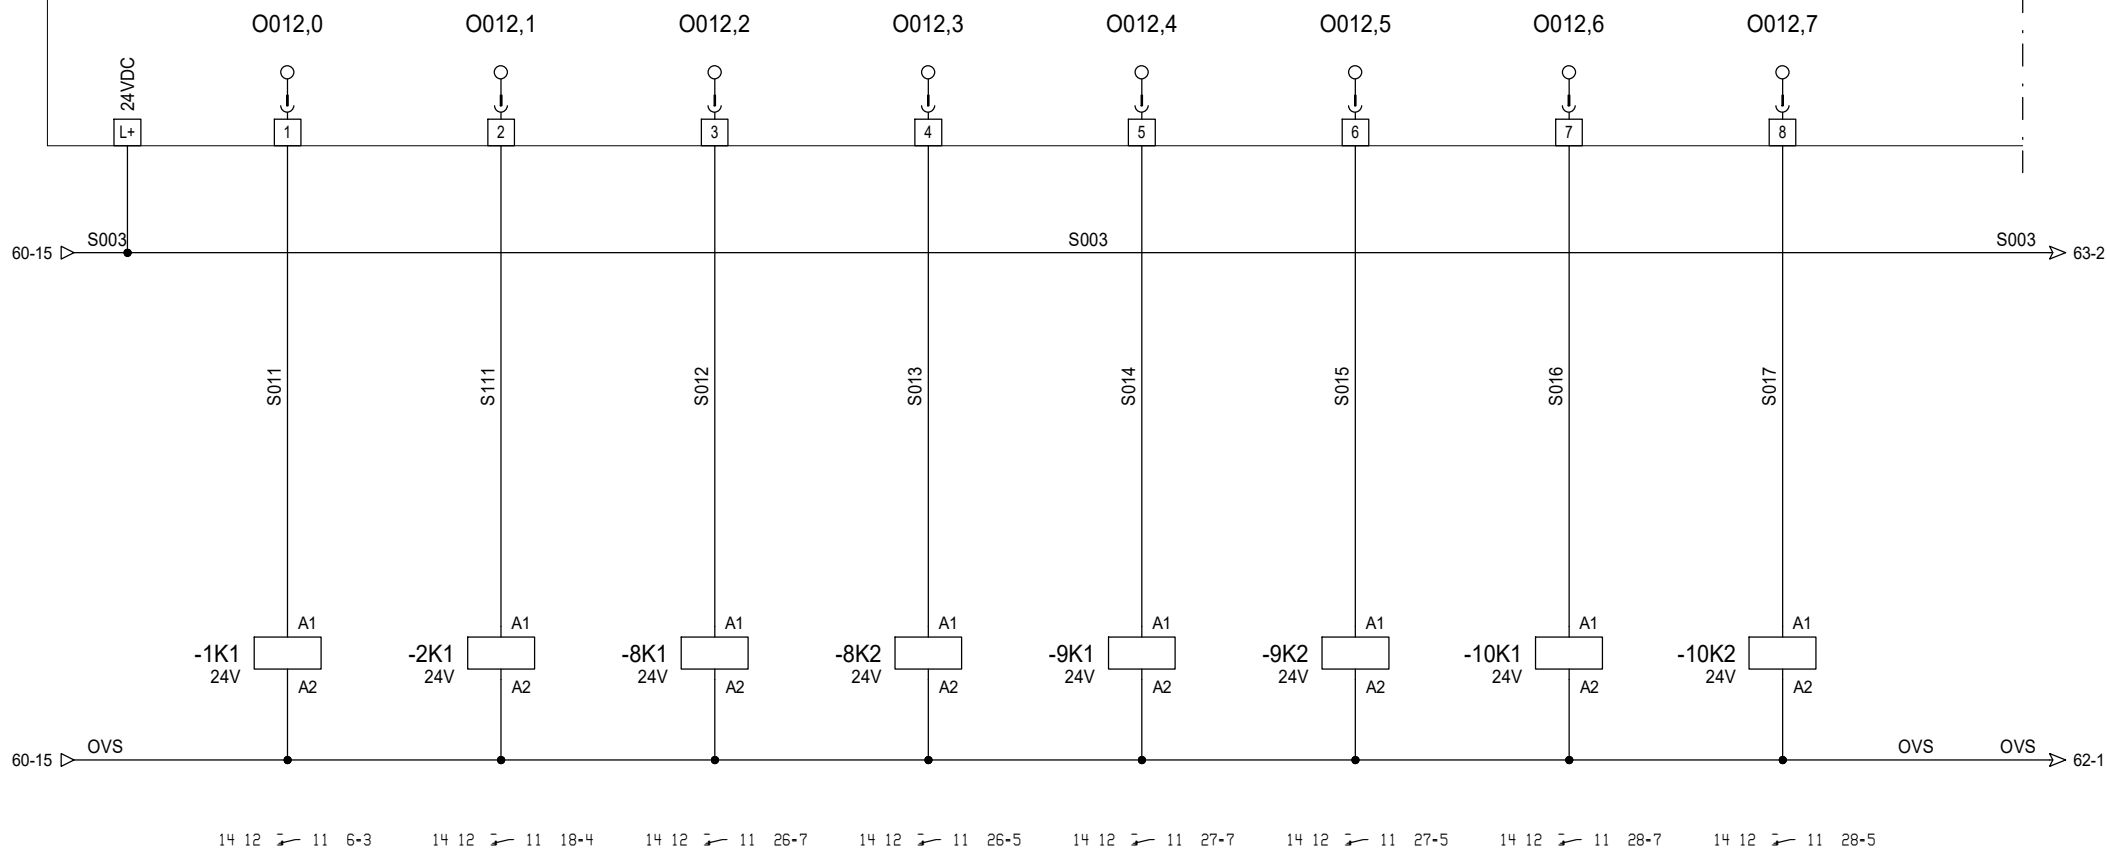 O012,0 O012,1 O012,2 O012,3 O012,4 O012,5 O012,6 O012,7
24VDC
L+ 1 2 3 4 5 6 7 8
S003 S003 S003
60-15 63-2
S011 S111 S012 S013 S014 S015 S016 S017
A1 A1 A1 A1 A1 A1 A1 A1
-1K1 -2K1 -8K1 -8K2 -9K1 -9K2 -10K1 -10K2
24V 24V 24V 24V 24V 24V 24V 24V
A2 A2 A2 A2 A2 A2 A2 A2
OVS OVS OVS
60-15 62-1
14 12 11 6-3 14 12 11 18-4 14 12 11 26-7 14 12 11 26-5 14 12 11 27-7 14 12 11 27-5 14 12 11 28-7 14 12 11 28-5